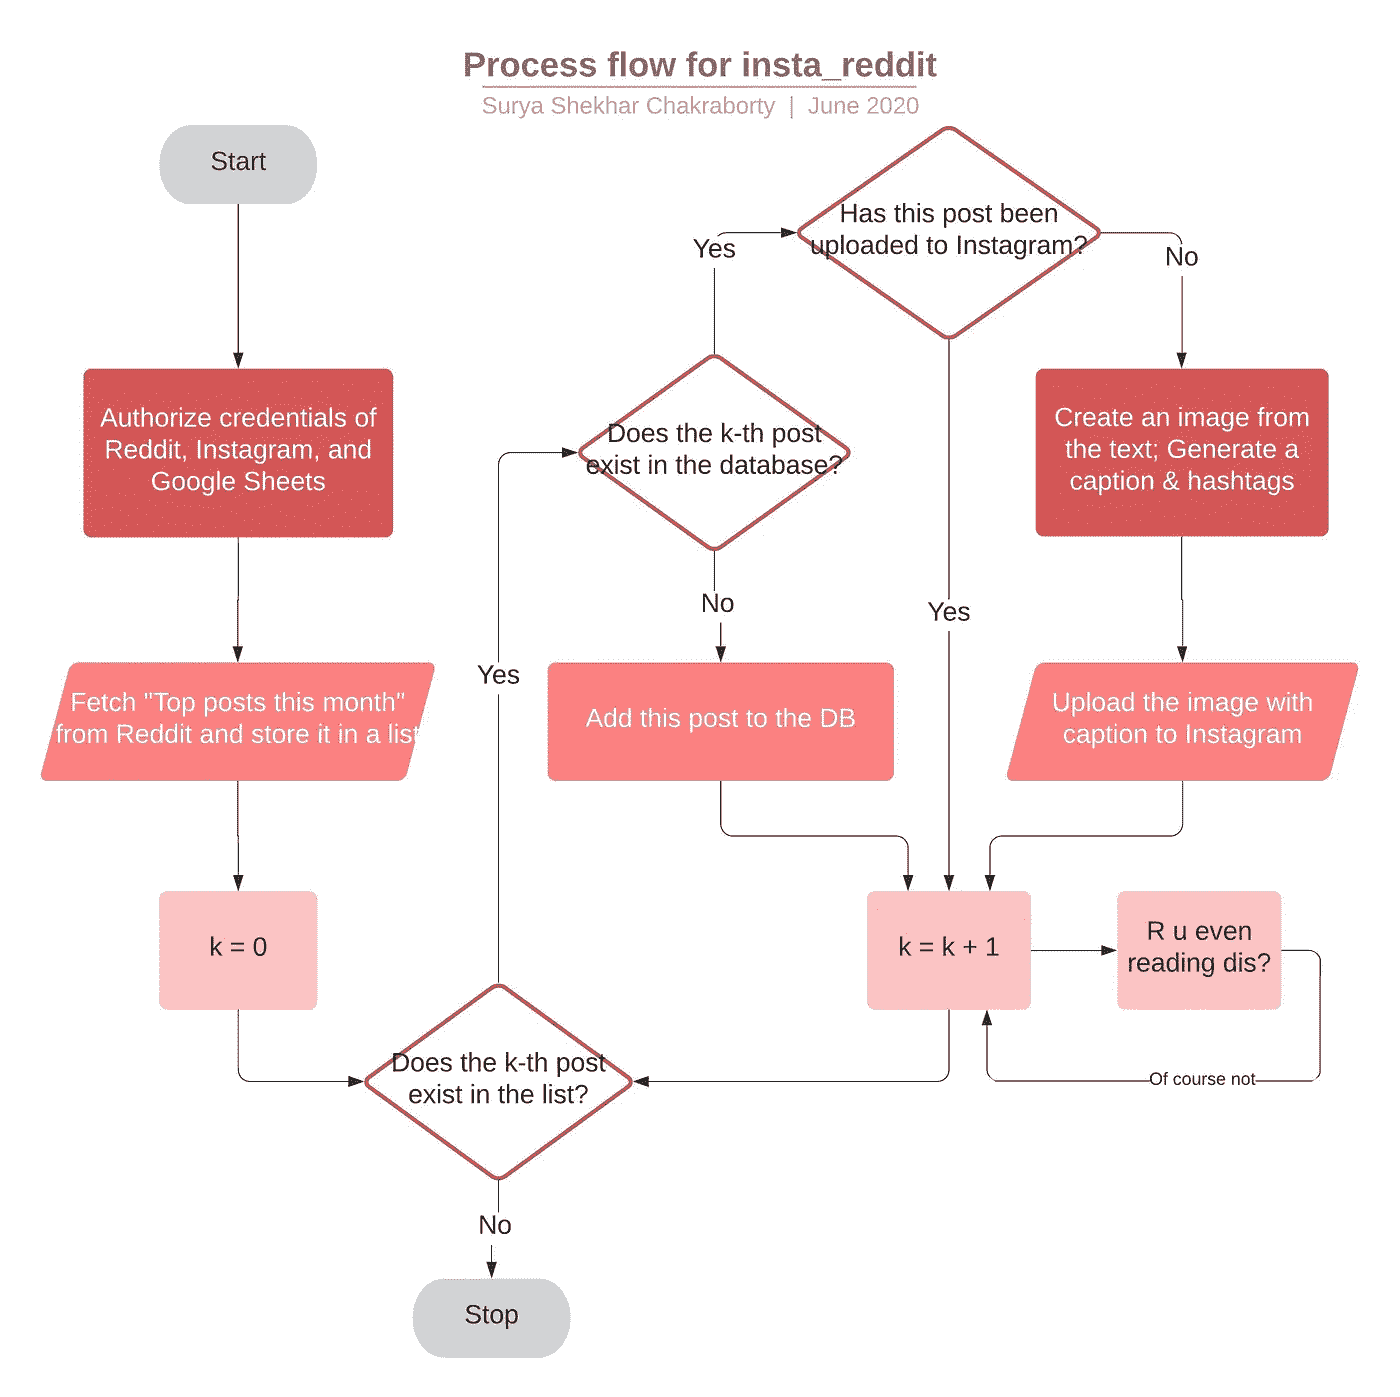 Process flow for insta_reddit
Surya Shekhar Chakraborty | June 2020
Start
Authorize credentials of
Reddit, Instagram, and
Google Sheets
Fetch "Top posts this month"
from Reddit and store it in a list
k = 0
Does the k-th post
exist in the list?
No
Stop
Yes
Does the k-th post
exist in the database?
No
Add this post to the DB
Yes
Has this post been
uploaded to Instagram?
Yes
No
Create an image from
the text; Generate a
caption & hashtags
Upload the image with
caption to Instagram
k = k + 1
R u even
reading dis?
Of course not